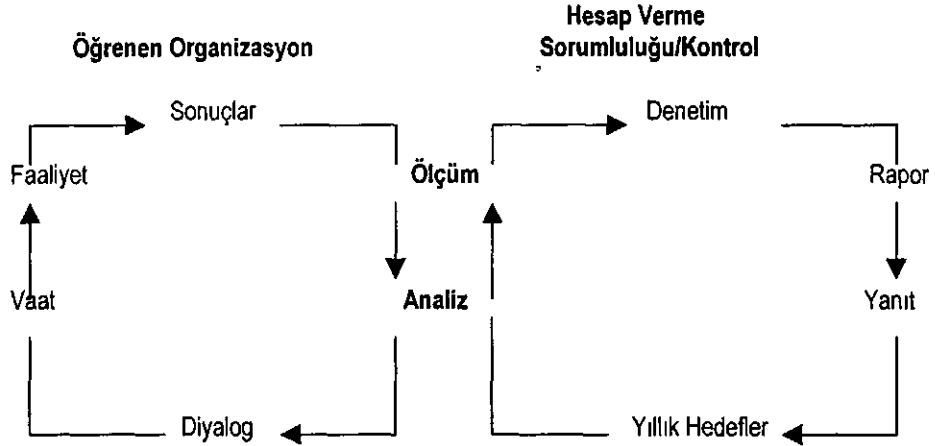 Öğrenen Organizasyon
Hesap Verme
Sorumluluğu/Kontrol
Sonuçlar
Denetim
Faaliyet
Ölçüm
Rapor
Vaat
Analiz
Yanıt
Diyalog
Yıllık Hedefler